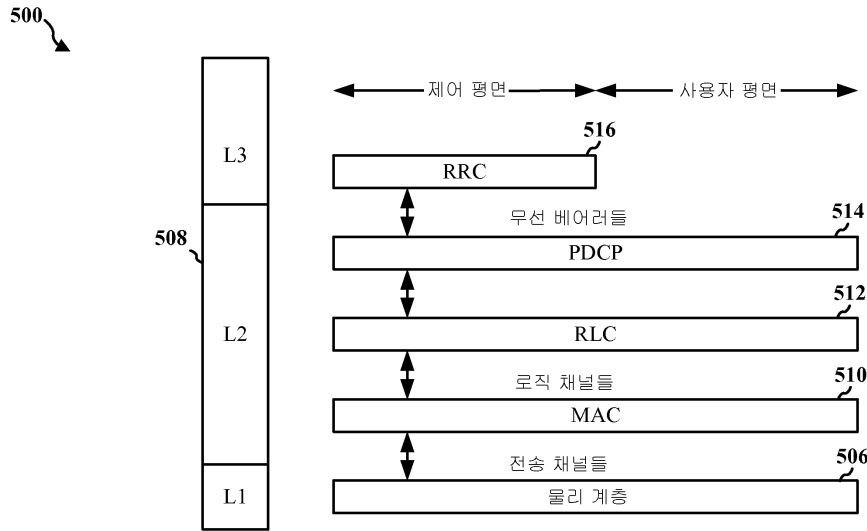 500
제어 평면
사용자 평면
516
L3
RRC
무선 베어러들
514
508
PDCP
512
L2
RLC
로직 채널들
510
MAC
전송 채널들
506
L1
물리 계층